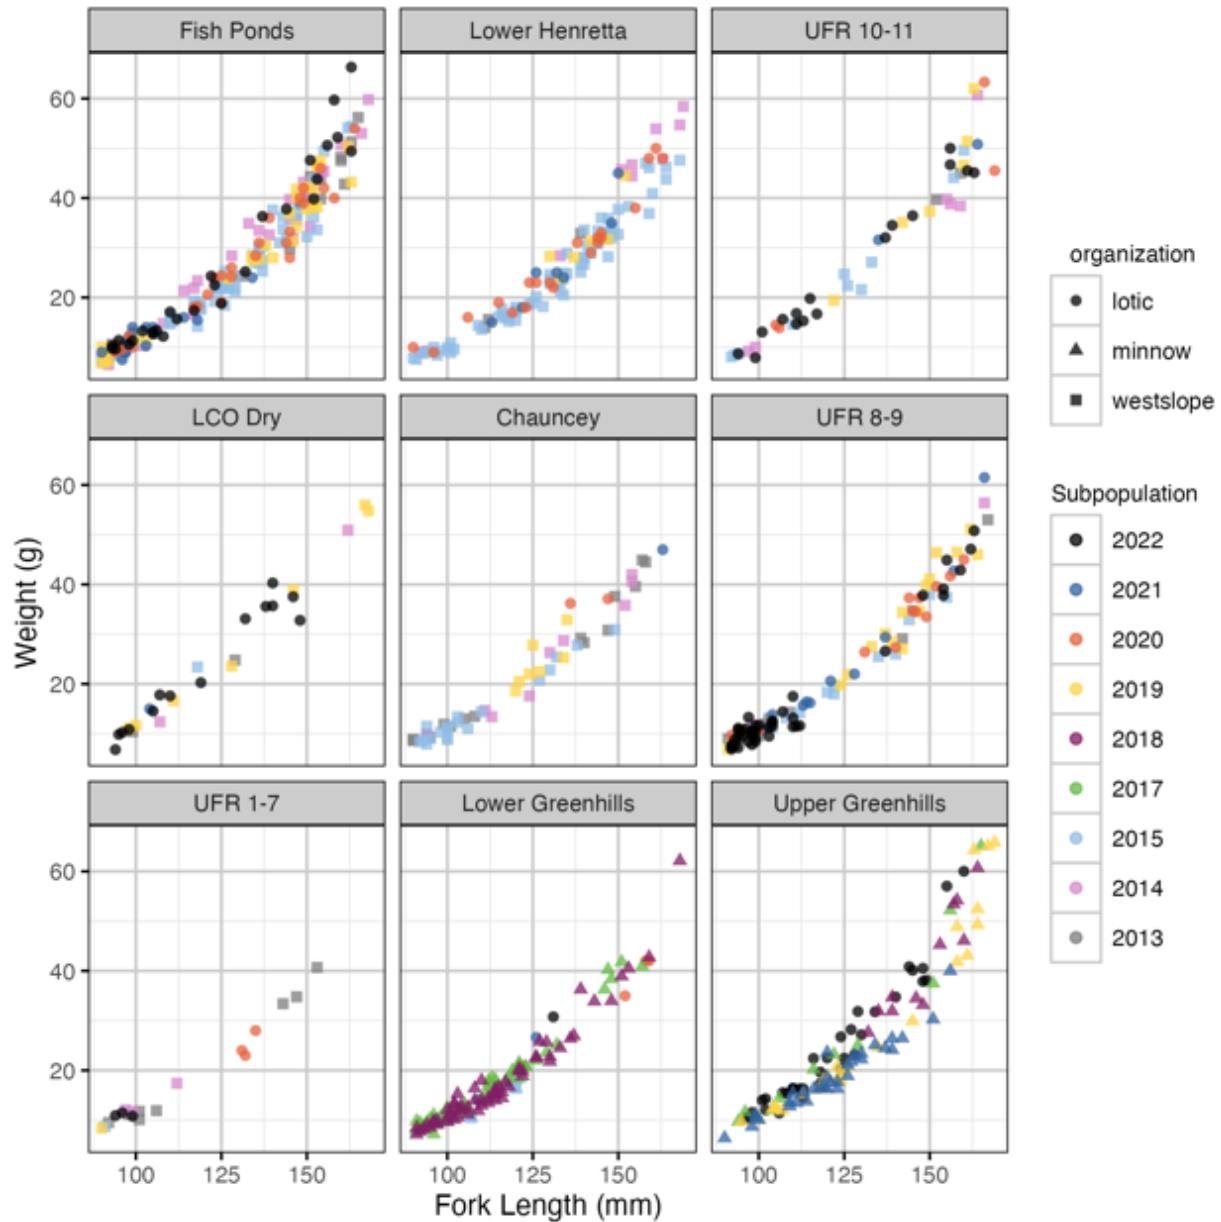 Fish Ponds
Lower Henretta
UFR 10-11
60
40
20
LCO Dry
Chauncey
UFR 8-9
60
40
20
UFR 1-7
Lower Greenhills
Upper Greenhills
60
40
20
100
125
150
100
125
150
100
125
150
Weight (g)
Fork Length (mm)
organization
lotic
minnow
westslope
Subpopulation
2022
2021
2020
2019
2018
2017
2015
2014
2013